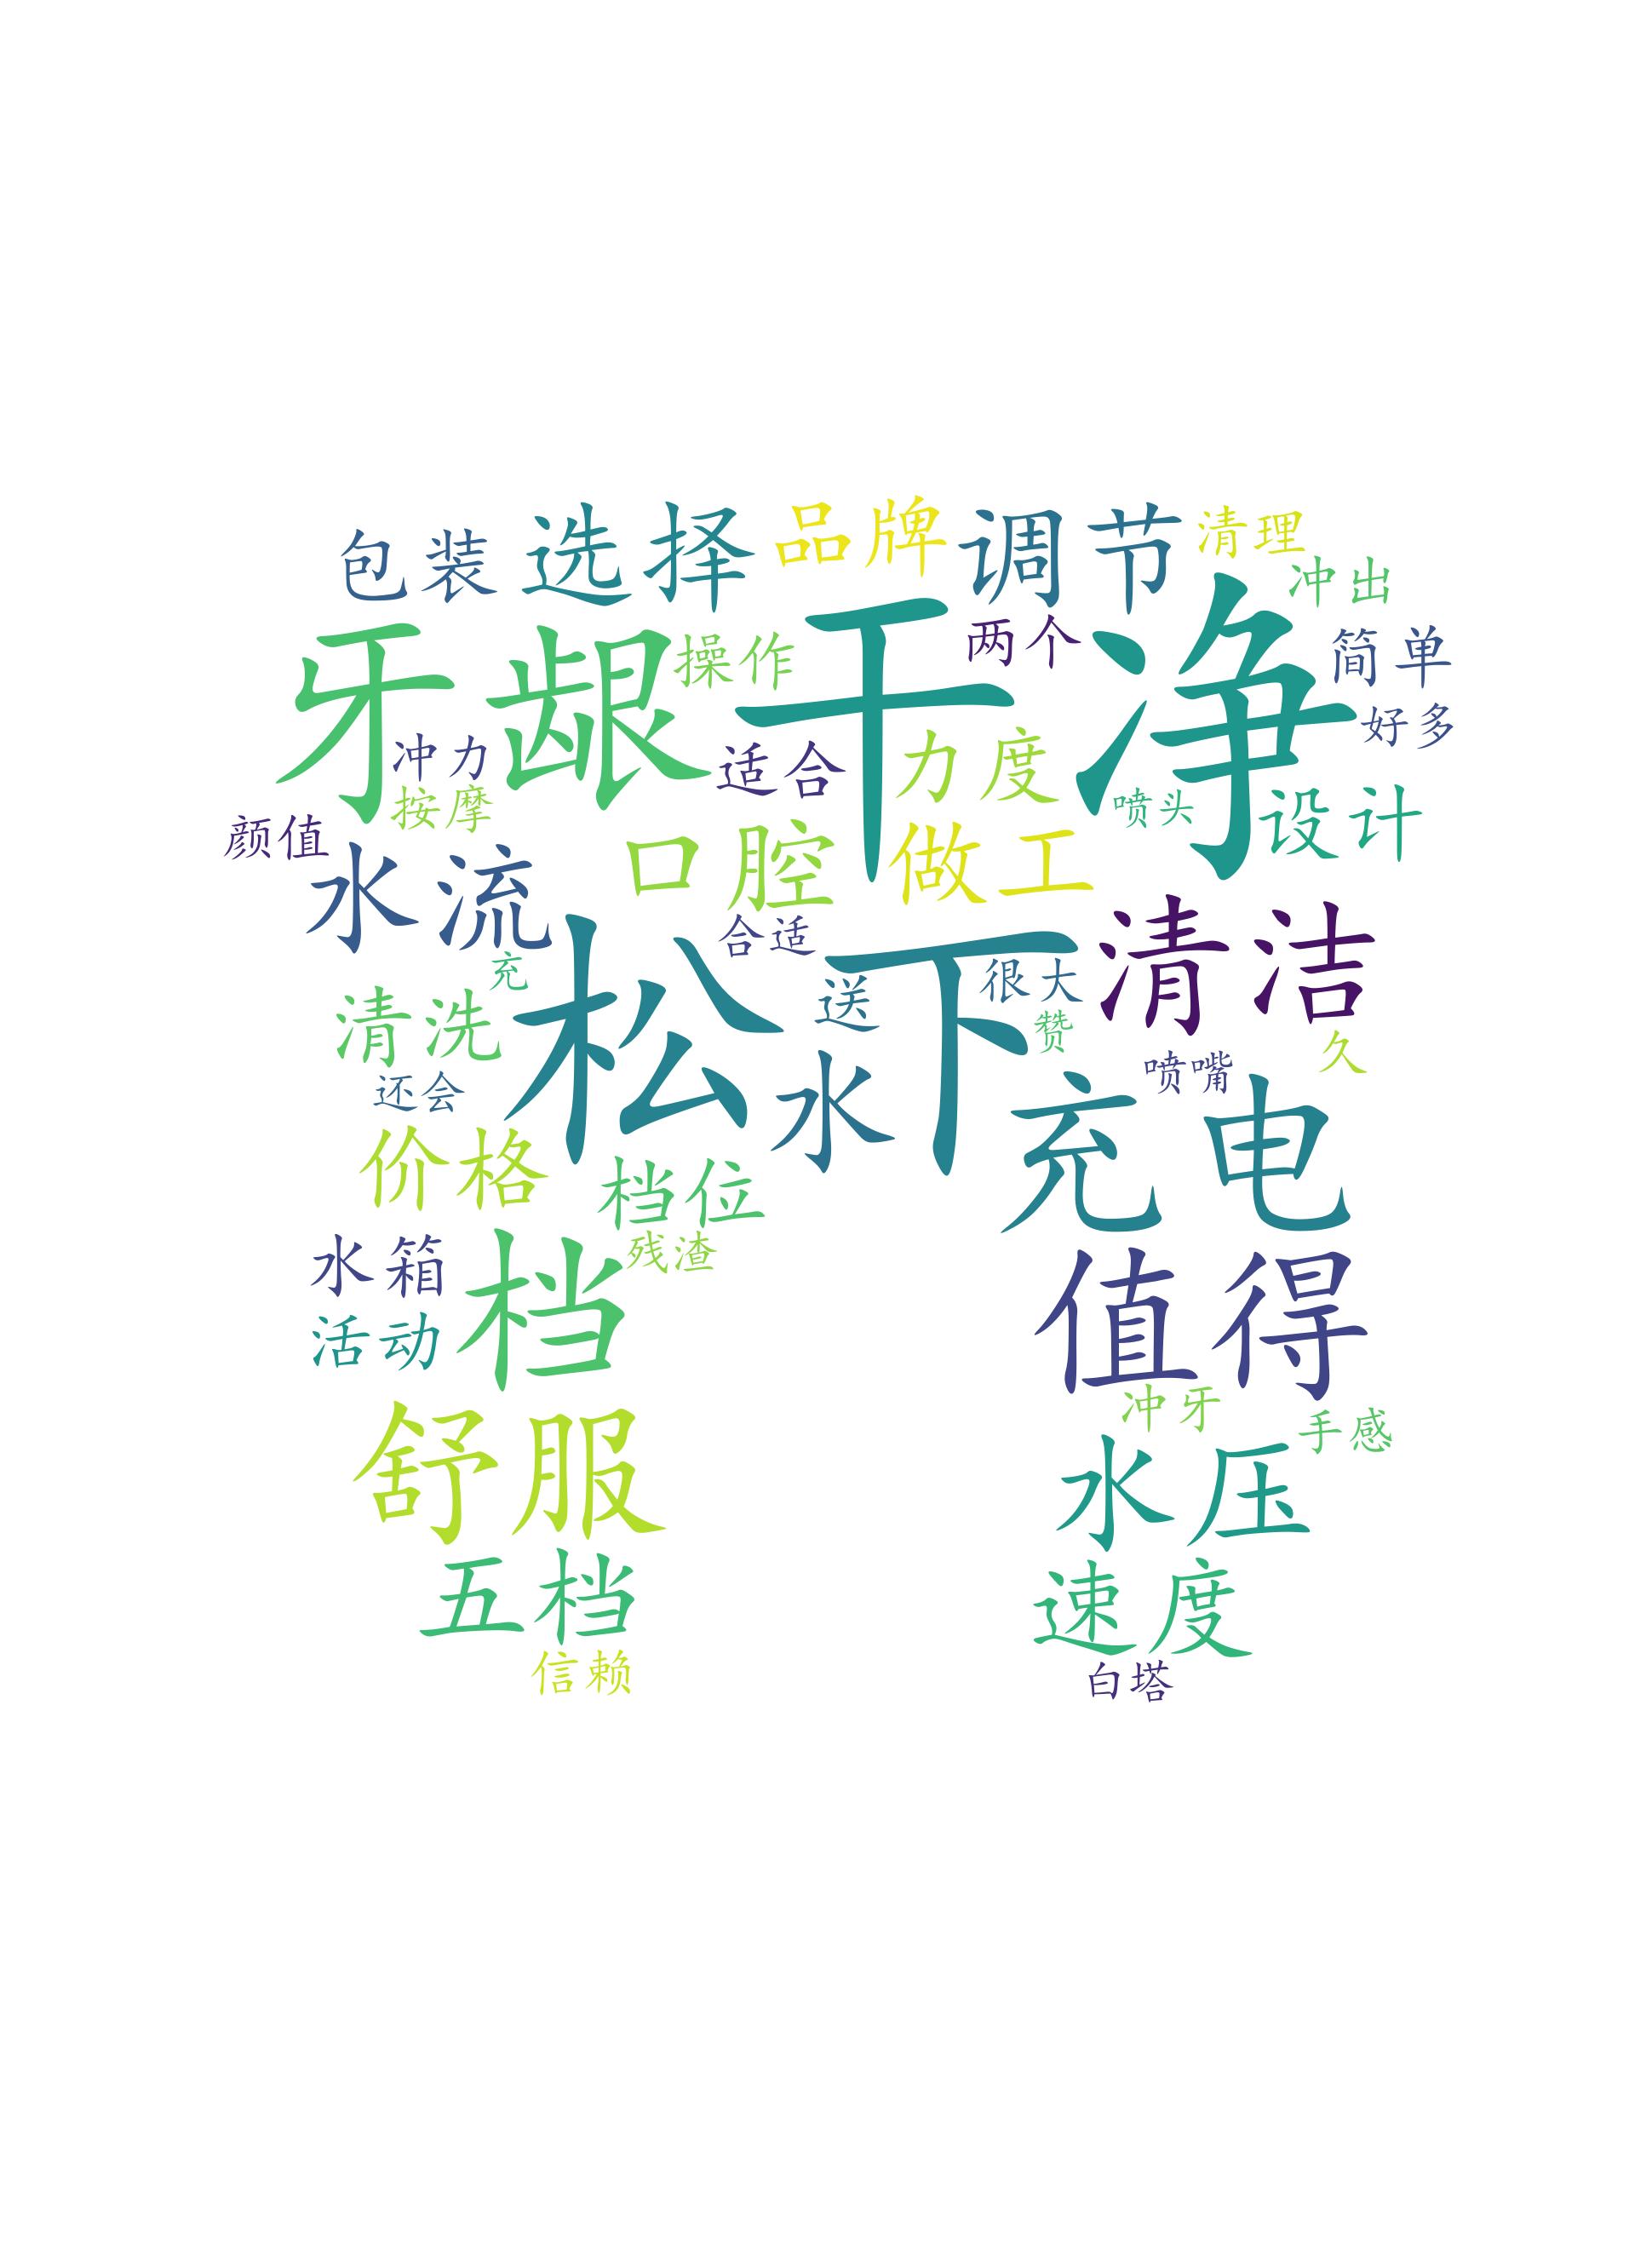 包装 选择 品牌 调节 清理
冲出
牙龈 操作 干净 两个 简单
好多
冲力 适合 力度
按摩 喷头 设计
颜值 水流 口腔 做工
合适 清洁
充 松下 送 很大
清洗 赞 久
还会 水 喷嘴
价格 充电
档位
残渣
水箱 档 值得
活动
冲牙 手感
舒服 水压
五档 速度
信赖 白塔